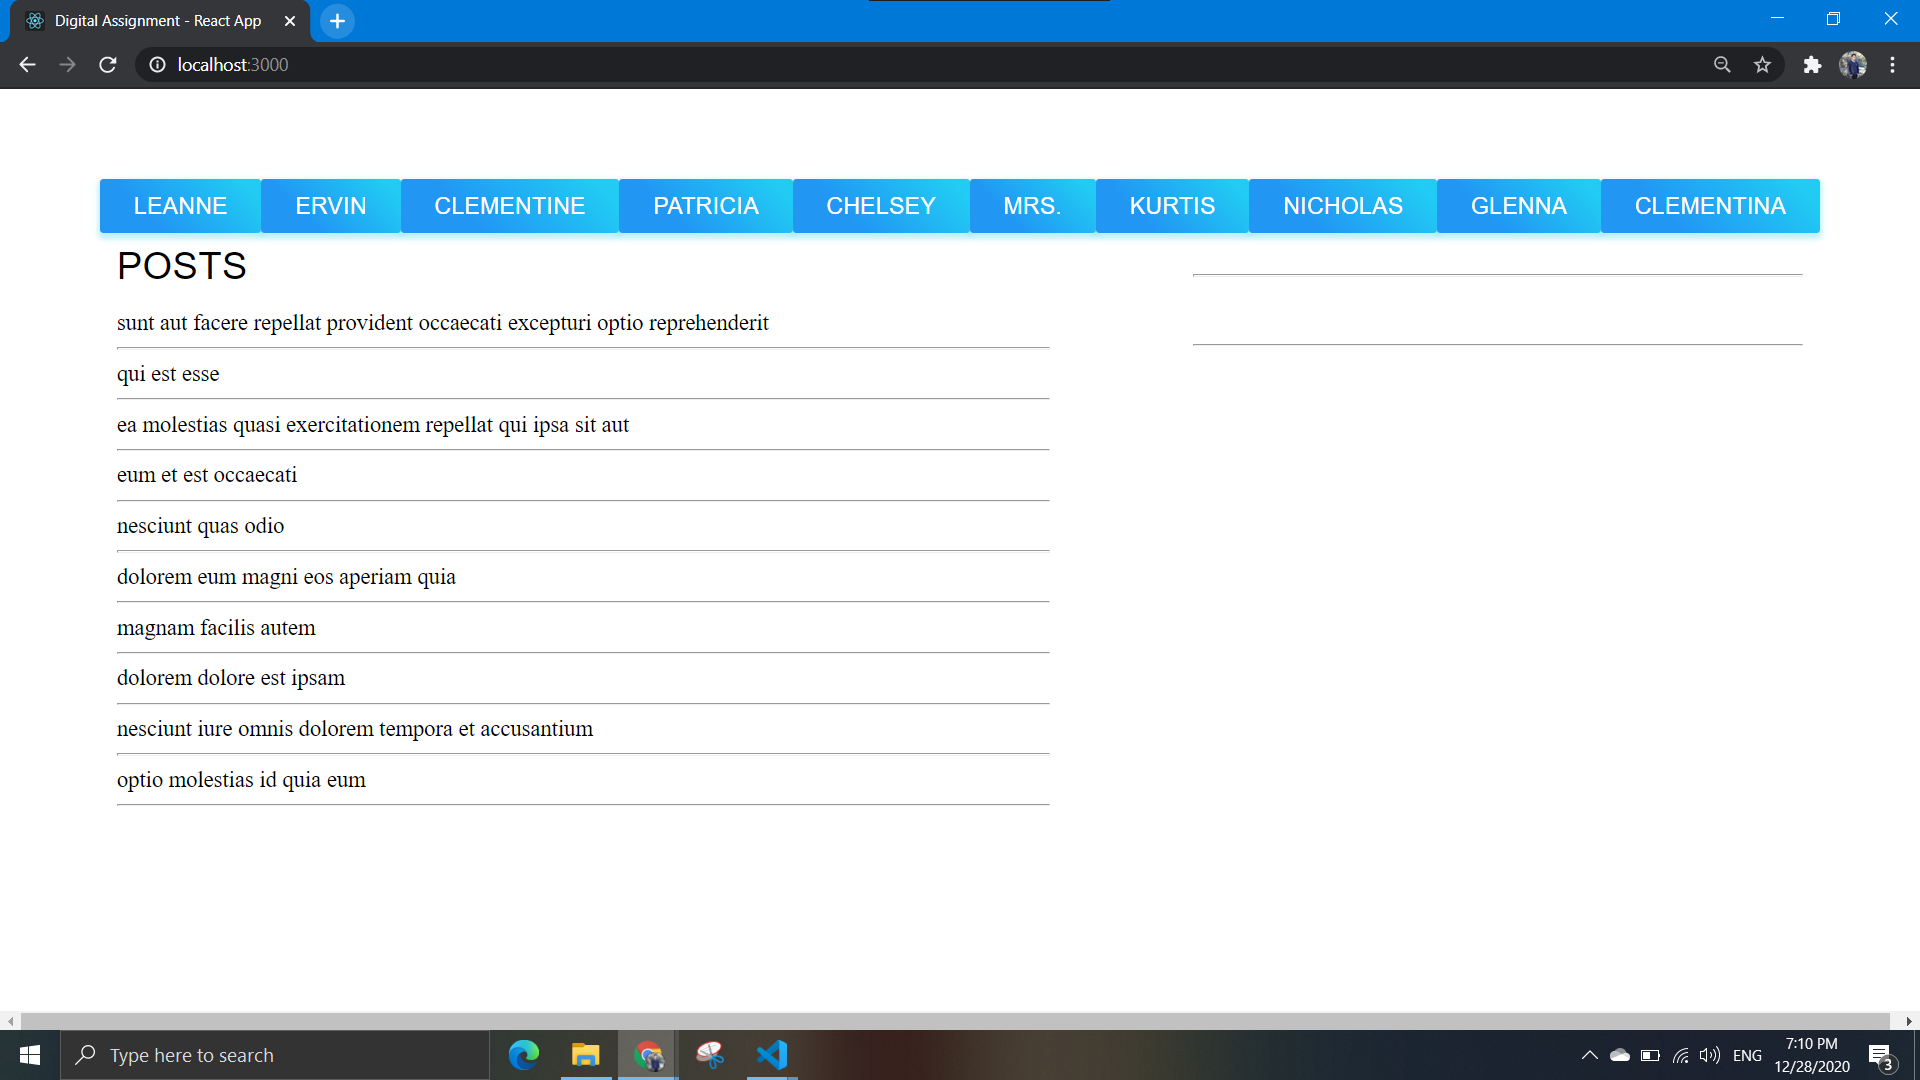 Digital Assignment - React App
localhost:3000
LEANNE ERVIN CLEMENTINE PATRICIA CHELSEY MRS. KURTIS NICHOLAS GLENNA CLEMENTINA
POSTS
sunt aut facere repellat provident occaecati excepturi optio reprehenderit
qui est esse
ea molestias quasi exercitationem repellat qui ipsa sit aut
eum et est occaecati
nesciunt quas odio
dolorem eum magni eos aperiam quia
magnam facilis autem
dolorem dolore est ipsam
nesciunt iure omnis dolorem tempora et accusantium
optio molestias id quia eum
Type here to search
ENG
7:10 PM
12/28/2020
3